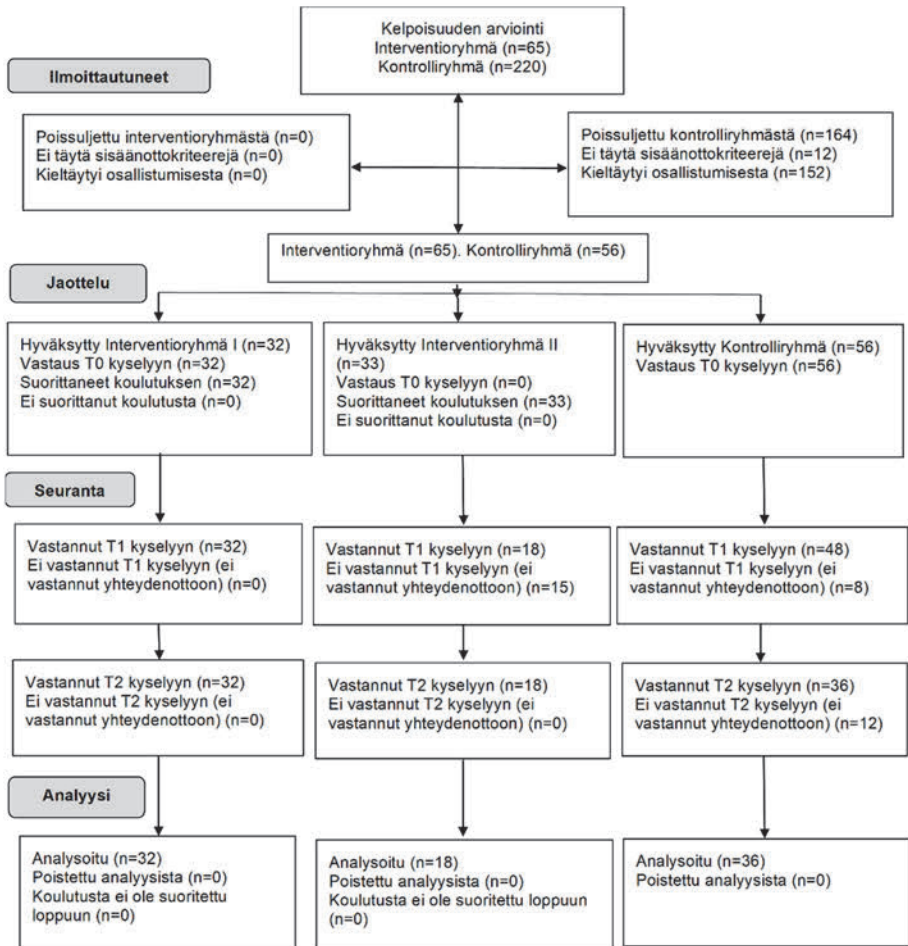 Kelpoisuuden arviointi
Interventioryhmä (n=65)
Kontrolliryhmä (n=220)
Ilmoittautuneet
Poissuljettu interventioryhmästä (n=0)
Ei täytä sisäänottokriteerejä (n=0)
Kieltäytyi osallistumisesta (n=0)
Poissuljettu kontrolliryhmästä (n=164)
Ei täytä sisäänottokriteerejä (n=12)
Kieltäytyi osallistumisesta (n=152)
Interventioryhmä (n=65). Kontrolliryhmä (n=56)
Jaottelu
Hyväksytty Interventioryhmä I (n=32)
Vastaus T0 kyselyyn (n=32)
Suorittaneet koulutuksen (n=32)
Ei suorittanut koulutusta (n=0)
Hyväksytty Interventioryhmä II
(n=33)
Vastaus T0 kyselyyn (n=0)
Suorittaneet koulutuksen (n=33)
Ei suorittanut koulutusta (n=0)
Hyväksytty Kontrolliryhmä (n=56)
Vastaus T0 kyselyyn (n=56)
Seuranta
Vastannut T1 kyselyyn (n=32)
Ei vastannut T1 kyselyyn (ei
vastannut yhteydenottoon)
(n=0)
Vastannut T1 kyselyyn (n=18)
Ei vastannut T1 kyselyyn (ei
vastannut yhteydenottoon) (n=15)
Vastannut T1 kyselyyn (n=48)
Ei vastannut T1 kyselyyn (ei
vastannut yhteydenottoon) (n=8)
Vastannut T2 kyselyyn (n=32)
Ei vastannut T2 kyselyyn (ei
vastannut yhteydenottoon) (n=0)
Vastannut T2 kyselyyn (n=18)
Ei vastannut T2 kyselyyn (ei
vastannut yhteydenottoon) (n=0)
Vastannut T2 kyselyyn (n=36)
Ei vastannut T2 kyselyyn (ei
vastannut yhteydenottoon) (n=12)
Analyysi
Analysoitu (n=32)
Poistettu analyysista (n=0)
Koulutusta ei ole suoritettu
loppuun (n=0)
Analysoitu (n=18)
Poistettu analyysista (n=0)
Koulutusta ei ole suoritettu loppuun
(n=0)
Analysoitu (n=36)
Poistettu analyysista (n=0)